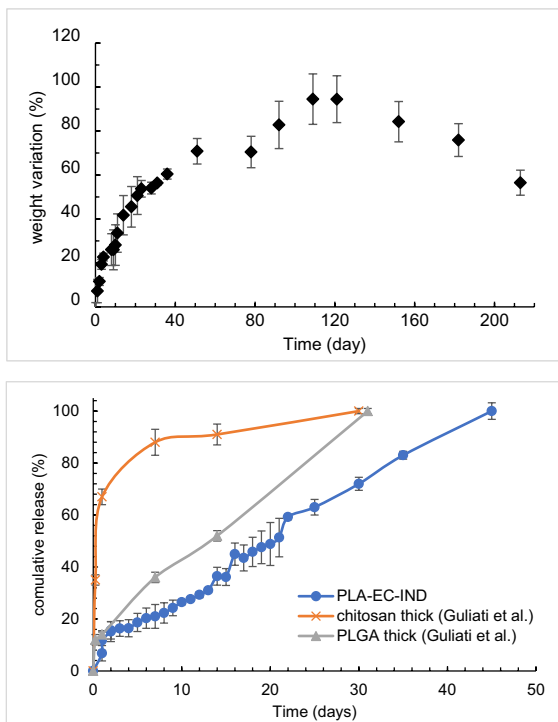 120
100
80
60
40
20
0
weight variation (%)
0 40 80 120 160 200
Time (day)
100
80
60
40
20
0
comulative release (%)
PLA-EC-IND
chitosan thick (Guliati et al.)
PLGA thick (Guliati et al.)
0 10 20 30 40 50
Time (days)